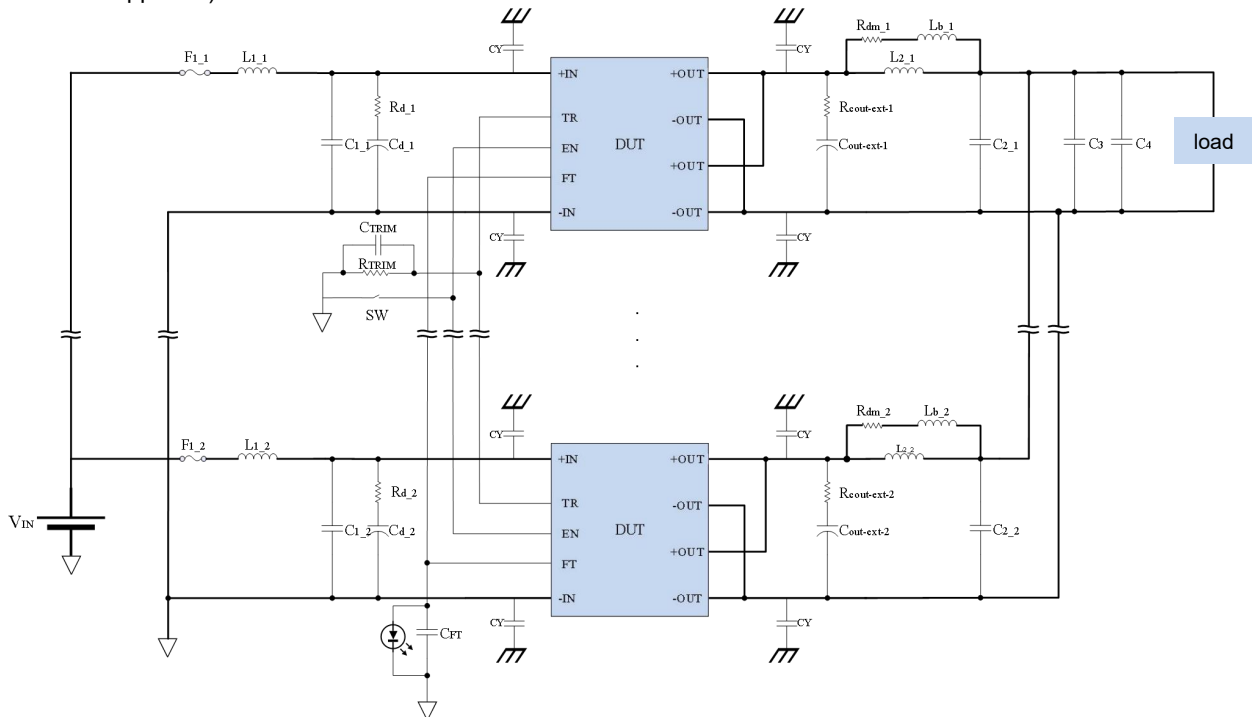 F1_1
L1_1
C1_1
Rd_1
Cd_1
CY
CY
+IN
TR
EN
FT
-IN
DUT
+OUT
-OUT
+OUT
-OUT
CY
CY
Rcout-ext-1
Cout-ext-1
Rdm_1
Lb_1
L2_1
C2_1
C3
C4
load
CTRIM
RTRIM
SW
.
.
.
VIN
F1_2
L1_2
C1_2
Rd_2
Cd_2
CY
CY
+IN
TR
EN
FT
-IN
DUT
+OUT
-OUT
+OUT
-OUT
CY
CY
Rcout-ext-2
Cout-ext-2
Rdm_2
Lb_2
L2_2
C2_2
CFT